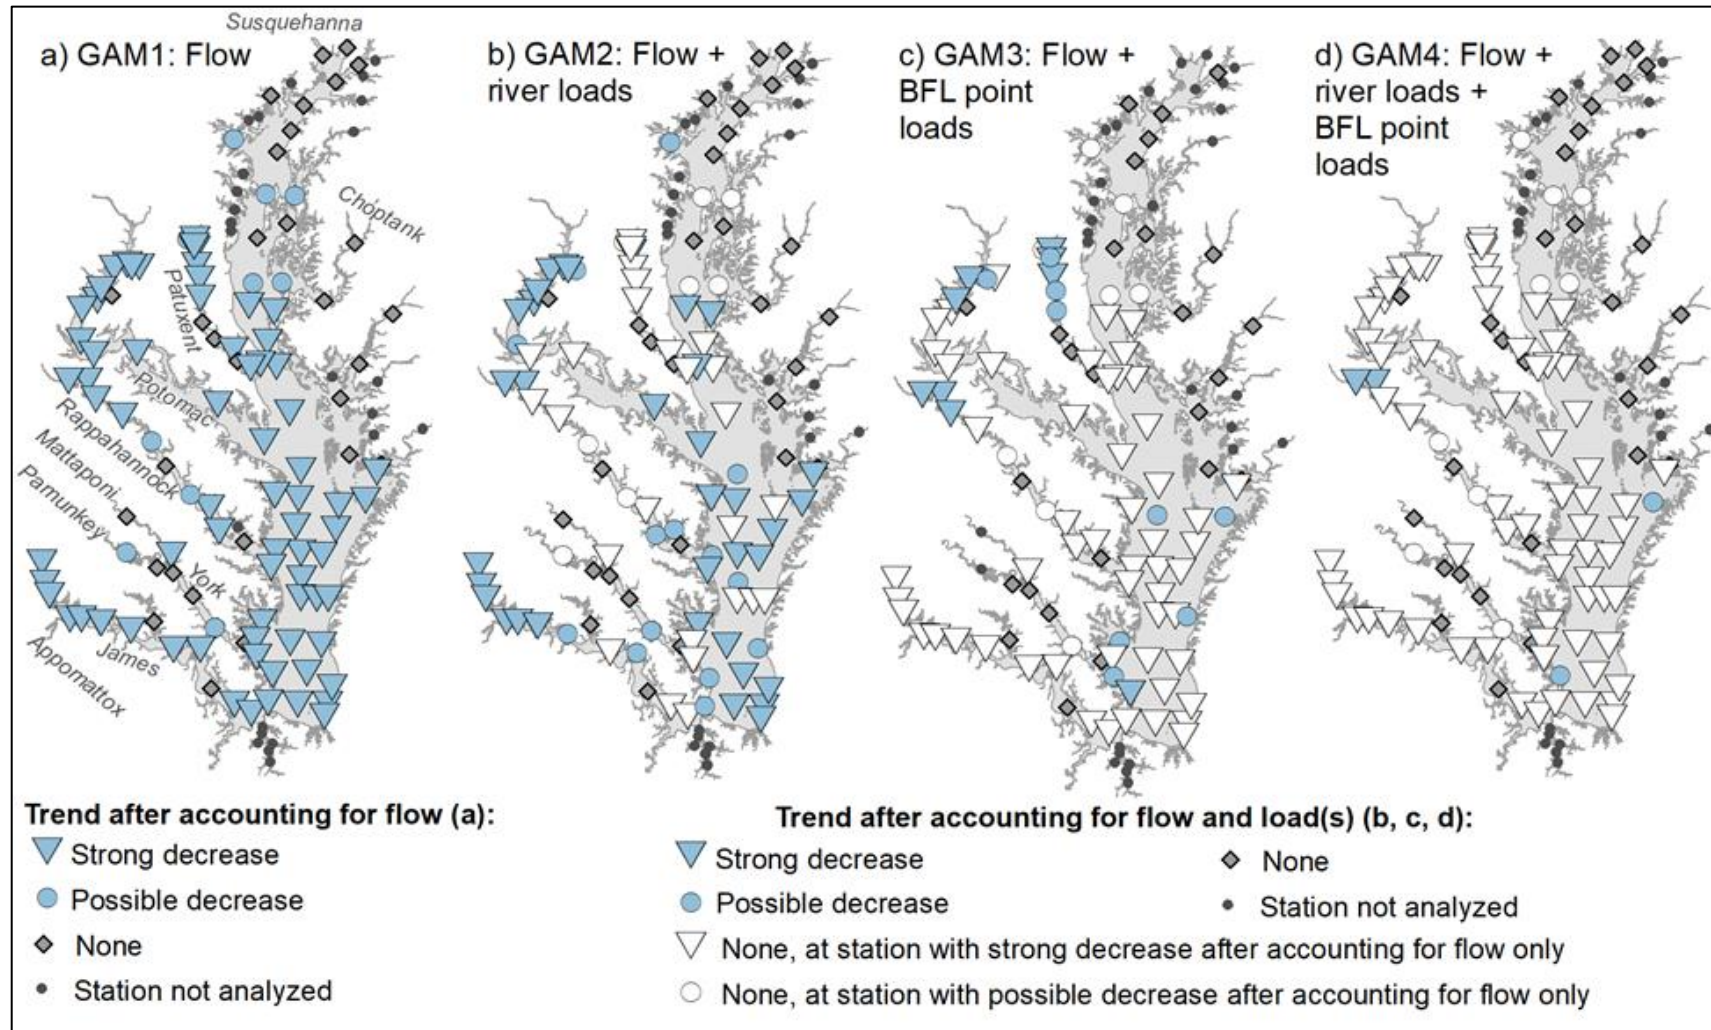 Susquehanna
a) GAM1: Flow
b) GAM2: Flow +
river loads
c) GAM3: Flow +
BFL point
loads
d) GAM4: Flow +
river loads +
BFL point
loads
Choptank
Patuxent
Potomac
Rappahannock
Mattaponi
Pamunkey
York
James
Appomattox
Trend after accounting for flow (a):
Strong decrease
Possible decrease
None
Station not analyzed
Trend after accounting for flow and load(s) (b, c, d):
Strong decrease
Possible decrease
None, at station with strong decrease after accounting for flow only
None, at station with possible decrease after accounting for flow only
None
Station not analyzed